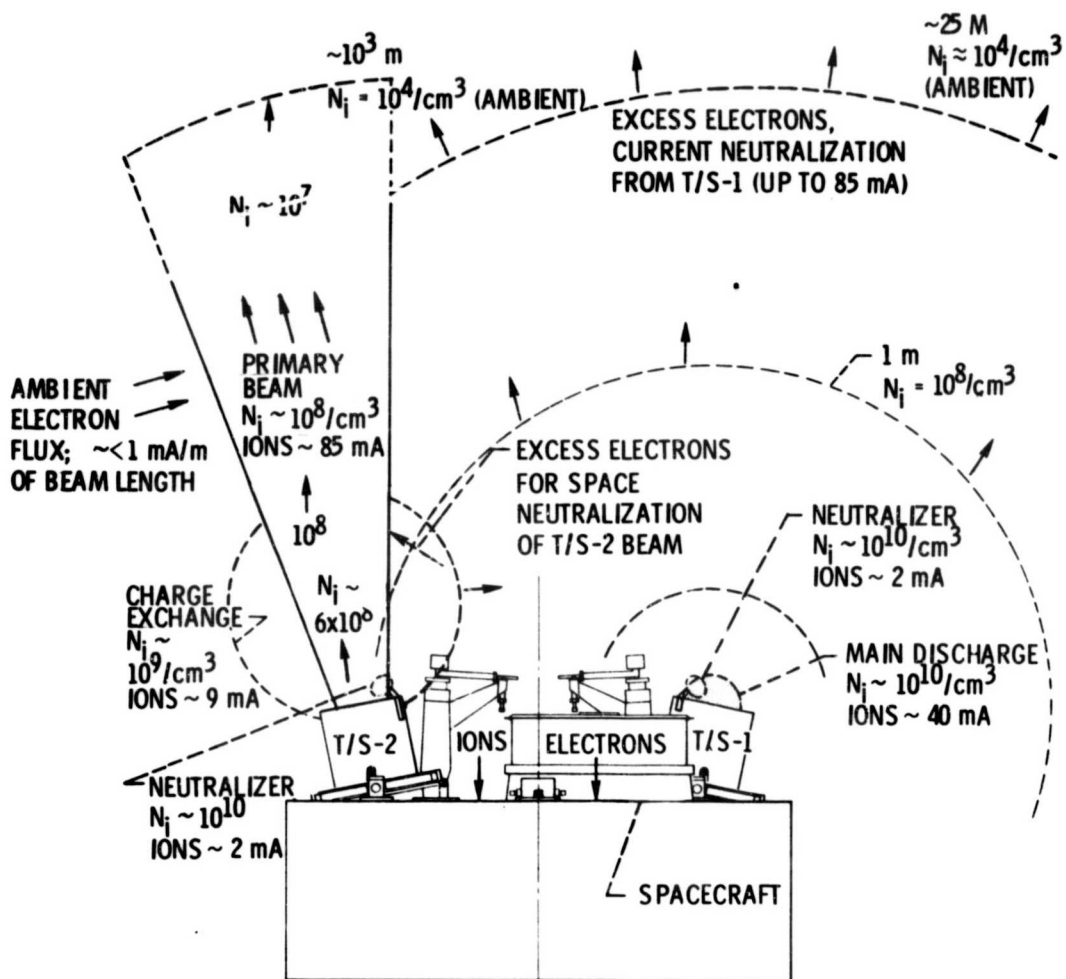 ~10³ m
Nᵢ = 10⁴/cm³ (AMBIENT)
~25 M
Nᵢ ≈ 10⁴/cm³
(AMBIENT)
EXCESS ELECTRONS,
CURRENT NEUTRALIZATION
FROM T/S-1 (UP TO 85 mA)
Nᵢ ~ 10⁷
PRIMARY
BEAM
Nᵢ ~ 10⁸/cm³
IONS ~ 85 mA
AMBIENT
ELECTRON
FLUX; ~<1 mA/m
OF BEAM LENGTH
1 m
Nᵢ = 10⁸/cm³
EXCESS ELECTRONS
FOR SPACE
NEUTRALIZATION
OF T/S-2 BEAM
10⁸
NEUTRALIZER
Nᵢ ~ 10¹⁰/cm³
IONS ~ 2 mA
Nᵢ ~
CHARGE
EXCHANGE
Nᵢ ~
10⁹/cm³
IONS ~ 9 mA
MAIN DISCHARGE
Nᵢ ~ 10¹⁰/cm³
IONS ~ 40 mA
T/S-2
IONS
ELECTRONS
T/S-1
NEUTRALIZER
Nᵢ ~ 10¹⁰
IONS ~ 2 mA
SPACECRAFT